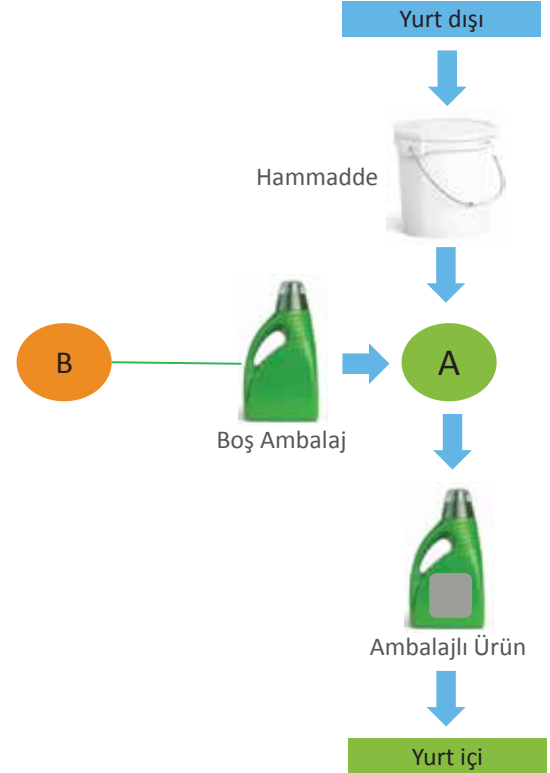 Yurt dışı
Hammadde
B
A
Boş Ambalaj
Ambalajlı Ürün
Yurt içi